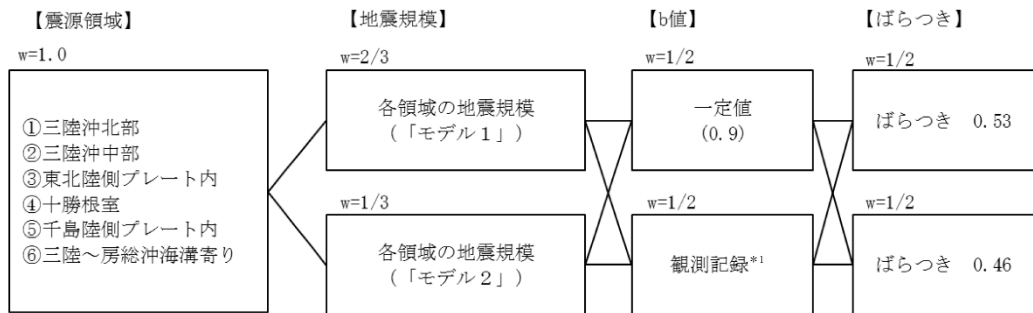 【震源領域】
【地震規模】
【b値】
【ばらつき】
w=1.0
w=2/3
w=1/2
w=1/2
①三陸沖北部
②三陸沖中部
③東北陸側プレート内
④十勝根室
⑤千島陸側プレート内
⑥三陸～房総沖海溝寄り
各領域の地震規模
(「モデル1」)
一定値
(0.9)
ばらつき 0.53
w=1/3
w=1/2
w=1/2
各領域の地震規模
(「モデル2」)
観測記録*1
ばらつき 0.46